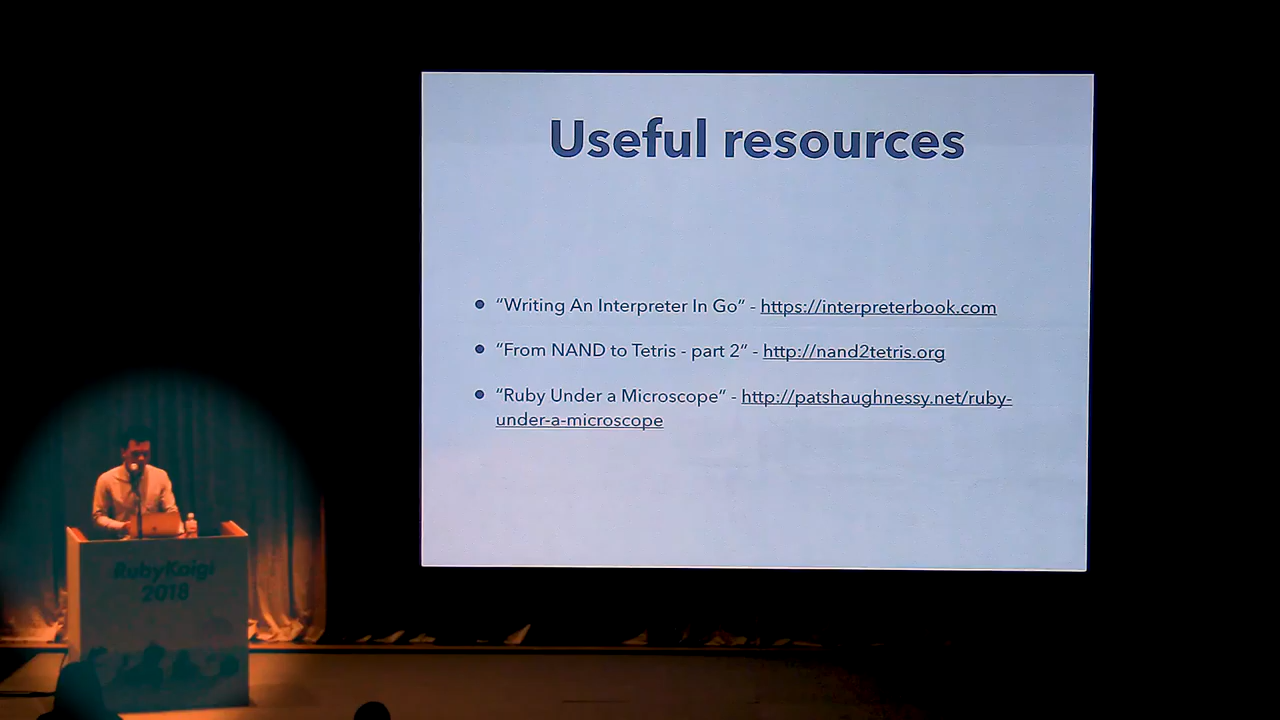 Useful resources
“Writing An Interpreter In Go” - https://interpreterbook.com
“From NAND to Tetris - part 2” - http://nand2tetris.org
“Ruby Under a Microscope” - http://patshaughnessy.net/ruby-
under-a-microscope
RubyKaigi
2018